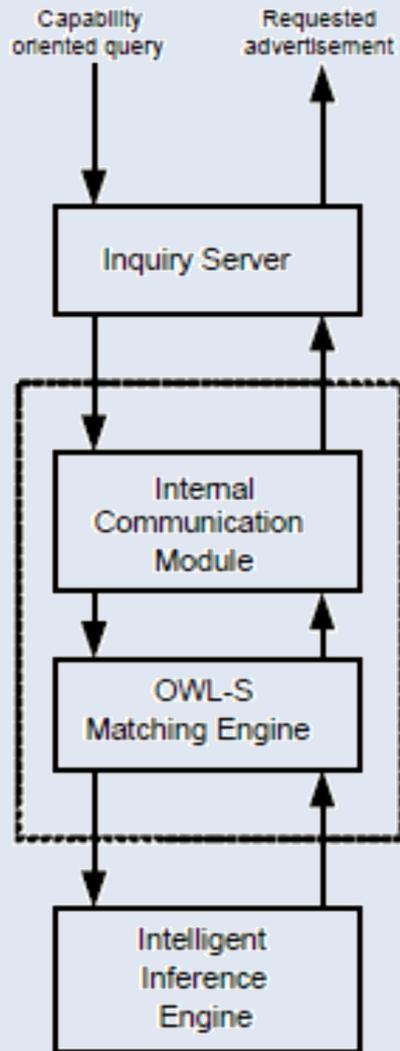 Capability
oriented query
Requested
advertisement
Inquiry Server
Internal
Communication
Module
OWL-S
Matching Engine
Intelligent
Inference
Engine